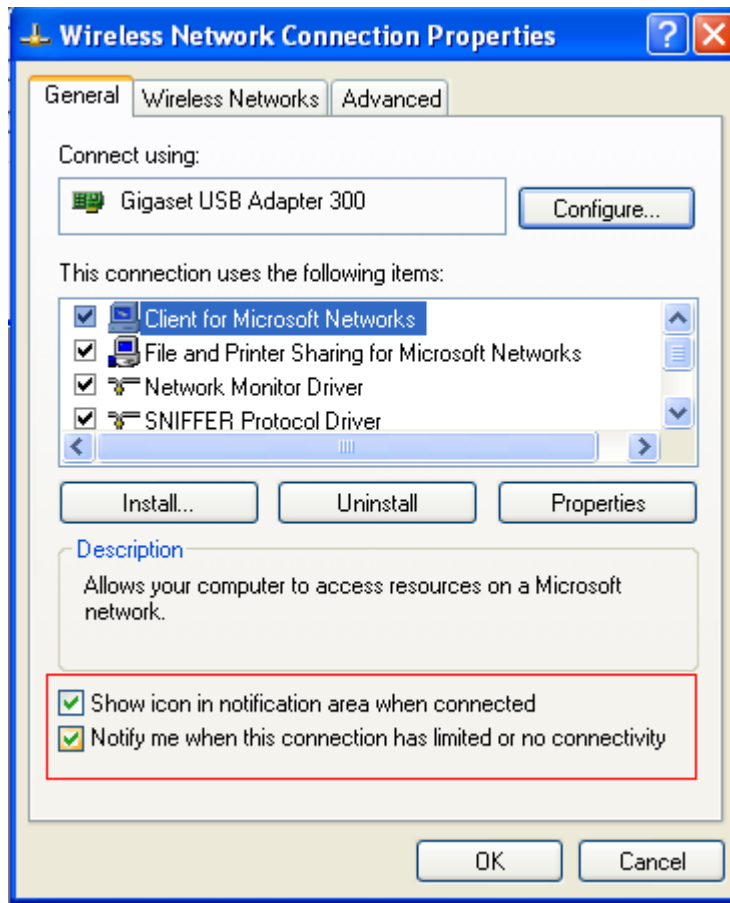 Wireless Network Connection Properties
General Wireless Networks Advanced
Connect using:
Gigaset USB Adapter 300 Configure...
This connection uses the following items:
Client for Microsoft Networks
File and Printer Sharing for Microsoft Networks
Network Monitor Driver
SNIFFER Protocol Driver
Install... Uninstall Properties
Description
Allows your computer to access resources on a Microsoft
network.
Show icon in notification area when connected
Notify me when this connection has limited or no connectivity
OK Cancel